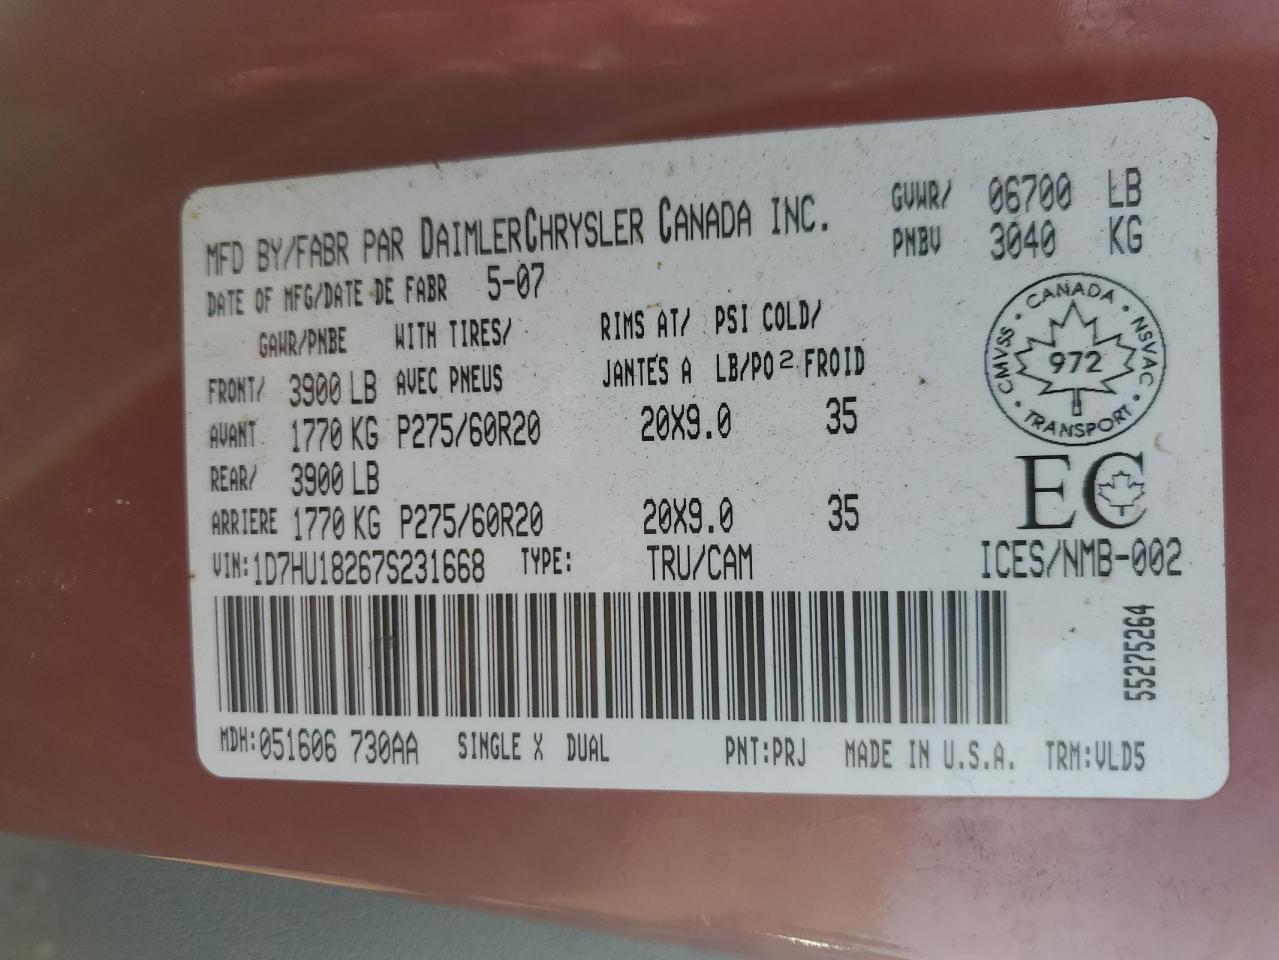 MFD BY/FABR PAR DAIMLERCHRYSLER CANADA INC.
GVWR/ 06700 LB
PNBV 3040 KG
DATE OF MFG/DATE DE FABR 5-07
GAWR/PNBE WITH TIRES/ RIMS AT/ PSI COLD/
FRONT/ 3900 LB AVEC PNEUS JANTES A LB/PO² FROID
AVANT 1770 KG P275/60R20 20X9.0 35
REAR/ 3900 LB
ARRIERE 1770 KG P275/60R20 20X9.0 35
VIN:1D7HU18267S231668 TYPE: TRU/CAM
CANADA · NSVAC · TRANSPORT · CMVSS ·
972
EC
ICES/NMB-002
55275264
MDH:051606 730AA SINGLE X DUAL PNT:PRJ MADE IN U.S.A. TRM:VLD5